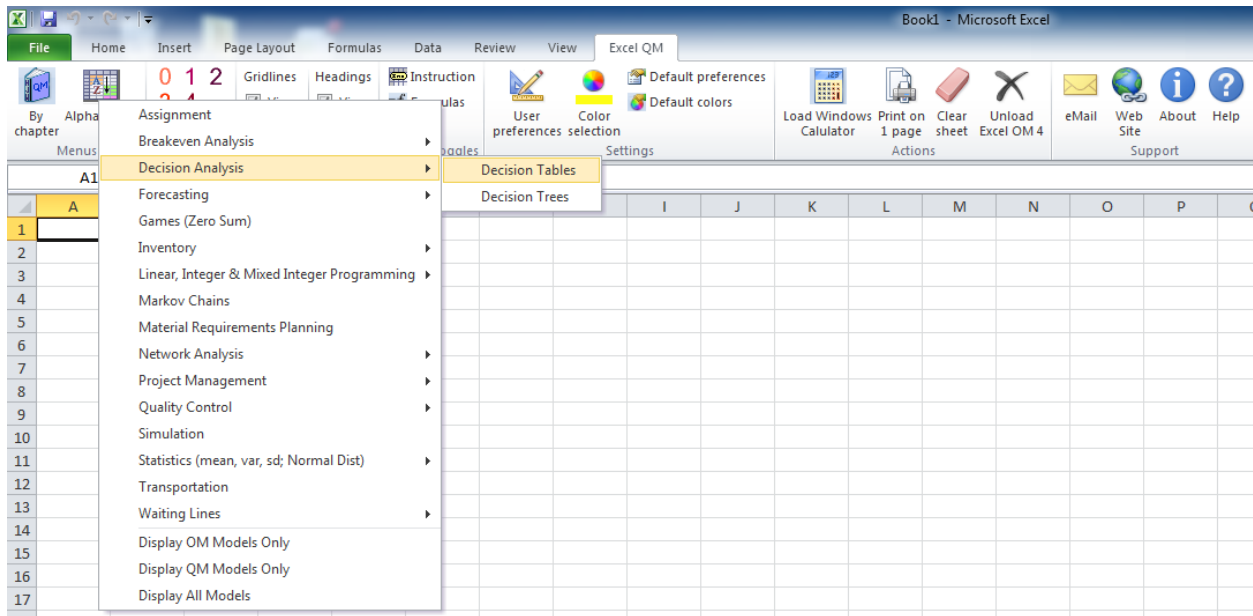 Book1 - Microsoft Excel
File Home Insert Page Layout Formulas Data Review View Excel QM
0 1 2 Gridlines Headings Instruction Default preferences
Default colors
By chapter
User preferences
Color selection
Load Windows Calulator
Print on 1 page
Clear sheet
Unload Excel OM 4
eMail
Web Site
About
Help
Menus Settings Actions Support
A1
A I J K L M N O P
Assignment
Breakeven Analysis
Decision Analysis
Forecasting
Games (Zero Sum)
Inventory
Linear, Integer & Mixed Integer Programming
Markov Chains
Material Requirements Planning
Network Analysis
Project Management
Quality Control
Simulation
Statistics (mean, var, sd; Normal Dist)
Transportation
Waiting Lines
Display OM Models Only
Display QM Models Only
Display All Models
Decision Tables
Decision Trees
1
2
3
4
5
6
7
8
9
10
11
12
13
14
15
16
17